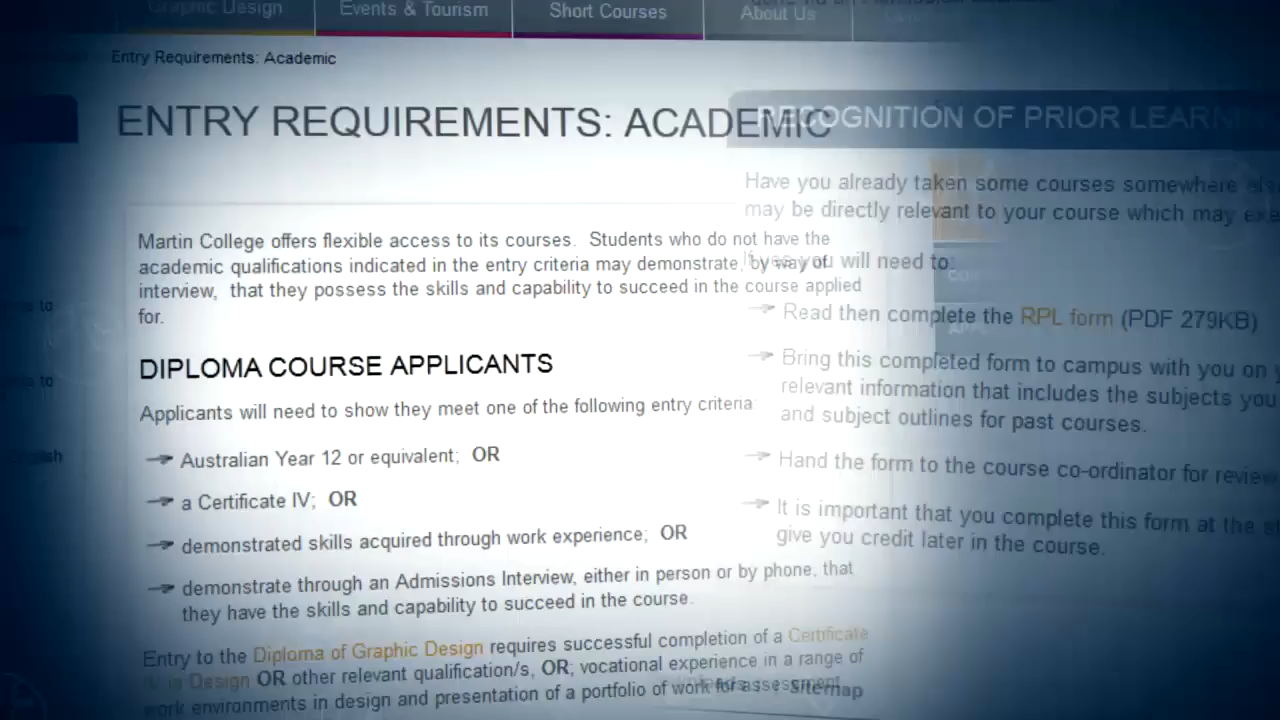 Graphic Design
Events & Tourism
Short Courses
About Us
Entry Requirements: Academic
ENTRY REQUIREMENTS: ACADEMIC
Martin College offers flexible access to its courses. Students who do not have the
academic qualifications indicated in the entry criteria may demonstrate, by way of
interview, that they possess the skills and capability to succeed in the course applied
for.
DIPLOMA COURSE APPLICANTS
Applicants will need to show they meet one of the following entry criteria
Australian Year 12 or equivalent; OR
a Certificate IV; OR
demonstrated skills acquired through work experience; OR
demonstrate through an Admissions Interview, either in person or by phone, that
they have the skills and capability to succeed in the course.
Entry to the Diploma of Graphic Design requires successful completion of a Certificate
IV in Design OR other relevant qualification/s, OR; vocational experience in a range of
work environments in design and presentation of a portfolio of work for assessment.
Sitemap
RECOGNITION OF PRIOR
Have you already taken some courses somewhere
may be directly relevant to your course which may
If yes, you will need to:
Read then complete the RPL form (PDF 279KB)
Bring this completed form to campus with you on
relevant information that includes the subjects you
and subject outlines for past courses.
Hand the form to the course co-ordinator for review
It is important that you complete this form at the
give you credit later in the course.